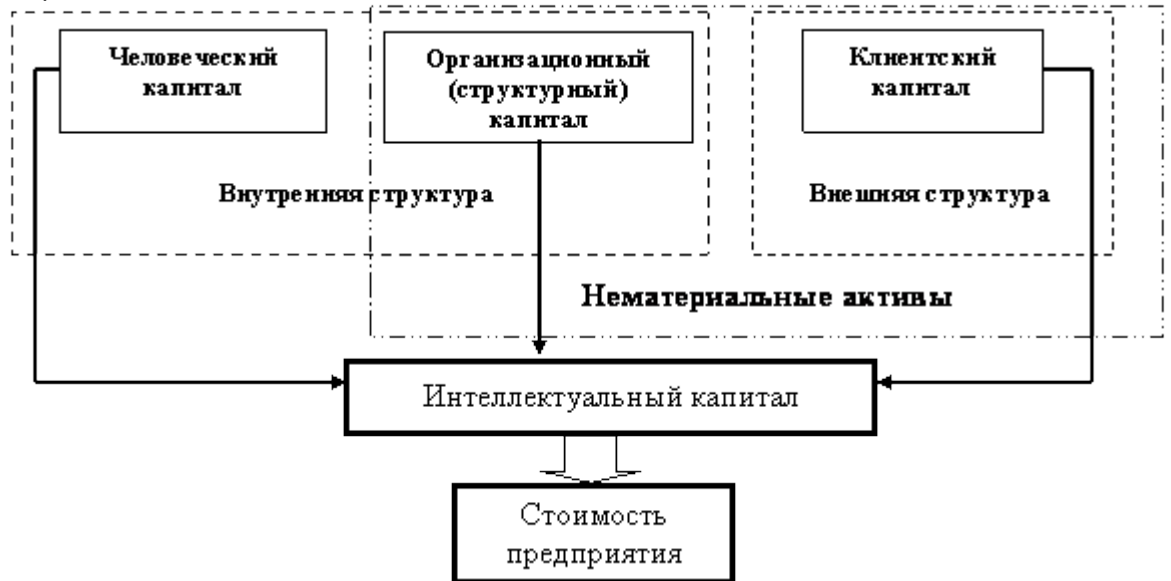 Человеческий
капитал
Организационный
(структурный)
капитал
Клиентский
капитал
Внутренняя структура
Внешняя структура
Нематериальные активы
Интеллектуальный капитал
Стоимость
предприятия